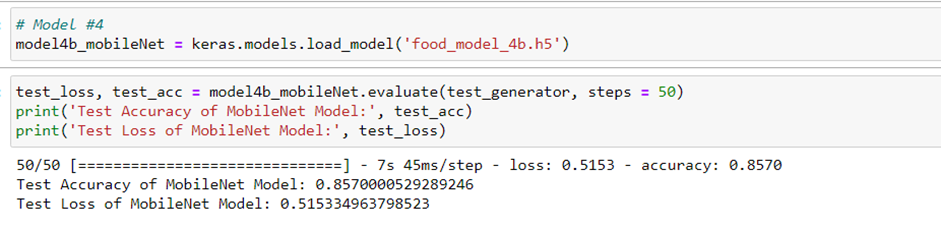 # Model #4
model4b_mobileNet = keras.models.load_model('food_model_4b.h5')
test_loss, test_acc = model4b_mobileNet.evaluate(test_generator, steps = 50)
print('Test Accuracy of MobileNet Model:', test_acc)
print('Test Loss of MobileNet Model:', test_loss)
50/50 [==============================] - 7s 45ms/step - loss: 0.5153 - accuracy: 0.8570
Test Accuracy of MobileNet Model: 0.8570000529289246
Test Loss of MobileNet Model: 0.515334963798523